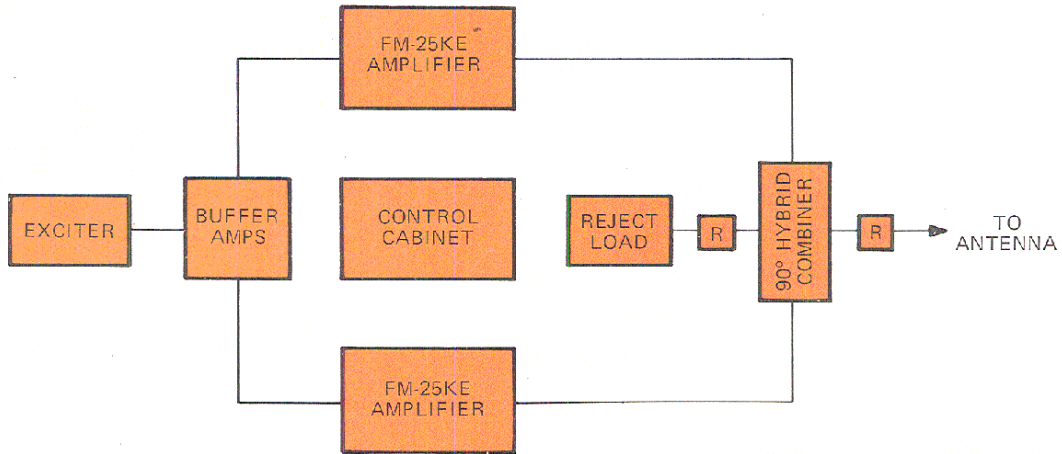 FM-25KE
AMPLIFIER
EXCITER
BUFFER
AMPS
CONTROL
CABINET
REJECT
LOAD
R
90° HYBRID
COMBINER
R
TO
ANTENNA
FM-25KE
AMPLIFIER